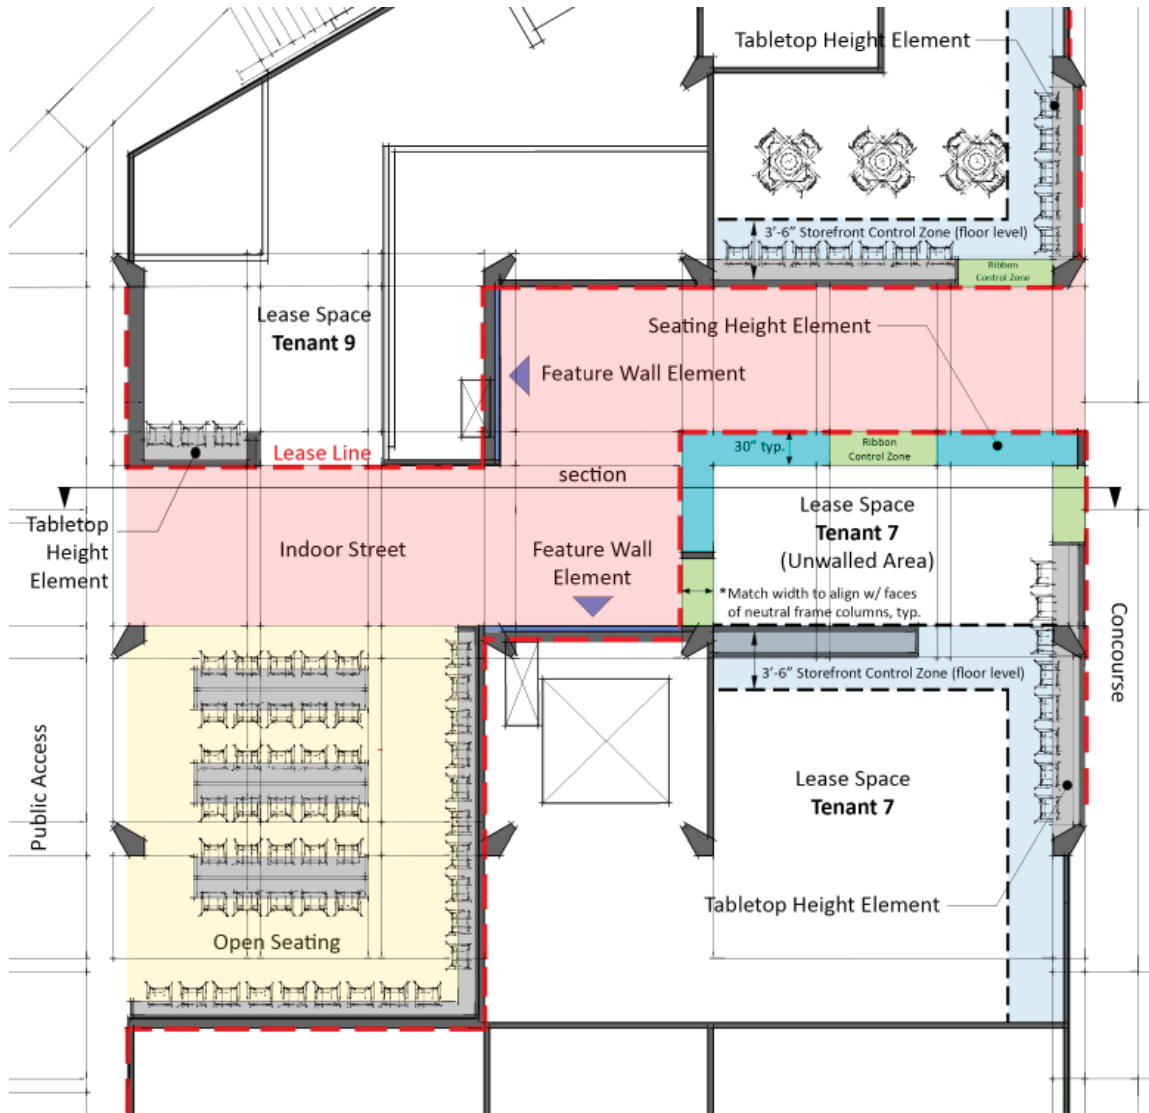 Tabletop Height Element
3'-6" Storefront Control Zone (floor level)
Ribbon
Control Zone
Lease Space
Tenant 9
Seating Height Element
Feature Wall Element
Lease Line
30" typ.
Ribbon
Control Zone
section
Lease Space
Tenant 7
(Unwalled Area)
Tabletop
Height
Element
Indoor Street
Feature Wall
Element
*Match width to align w/ faces
of neutral frame columns, typ.
Concourse
3'-6" Storefront Control Zone (floor level)
Public Access
Lease Space
Tenant 7
Tabletop Height Element
Open Seating